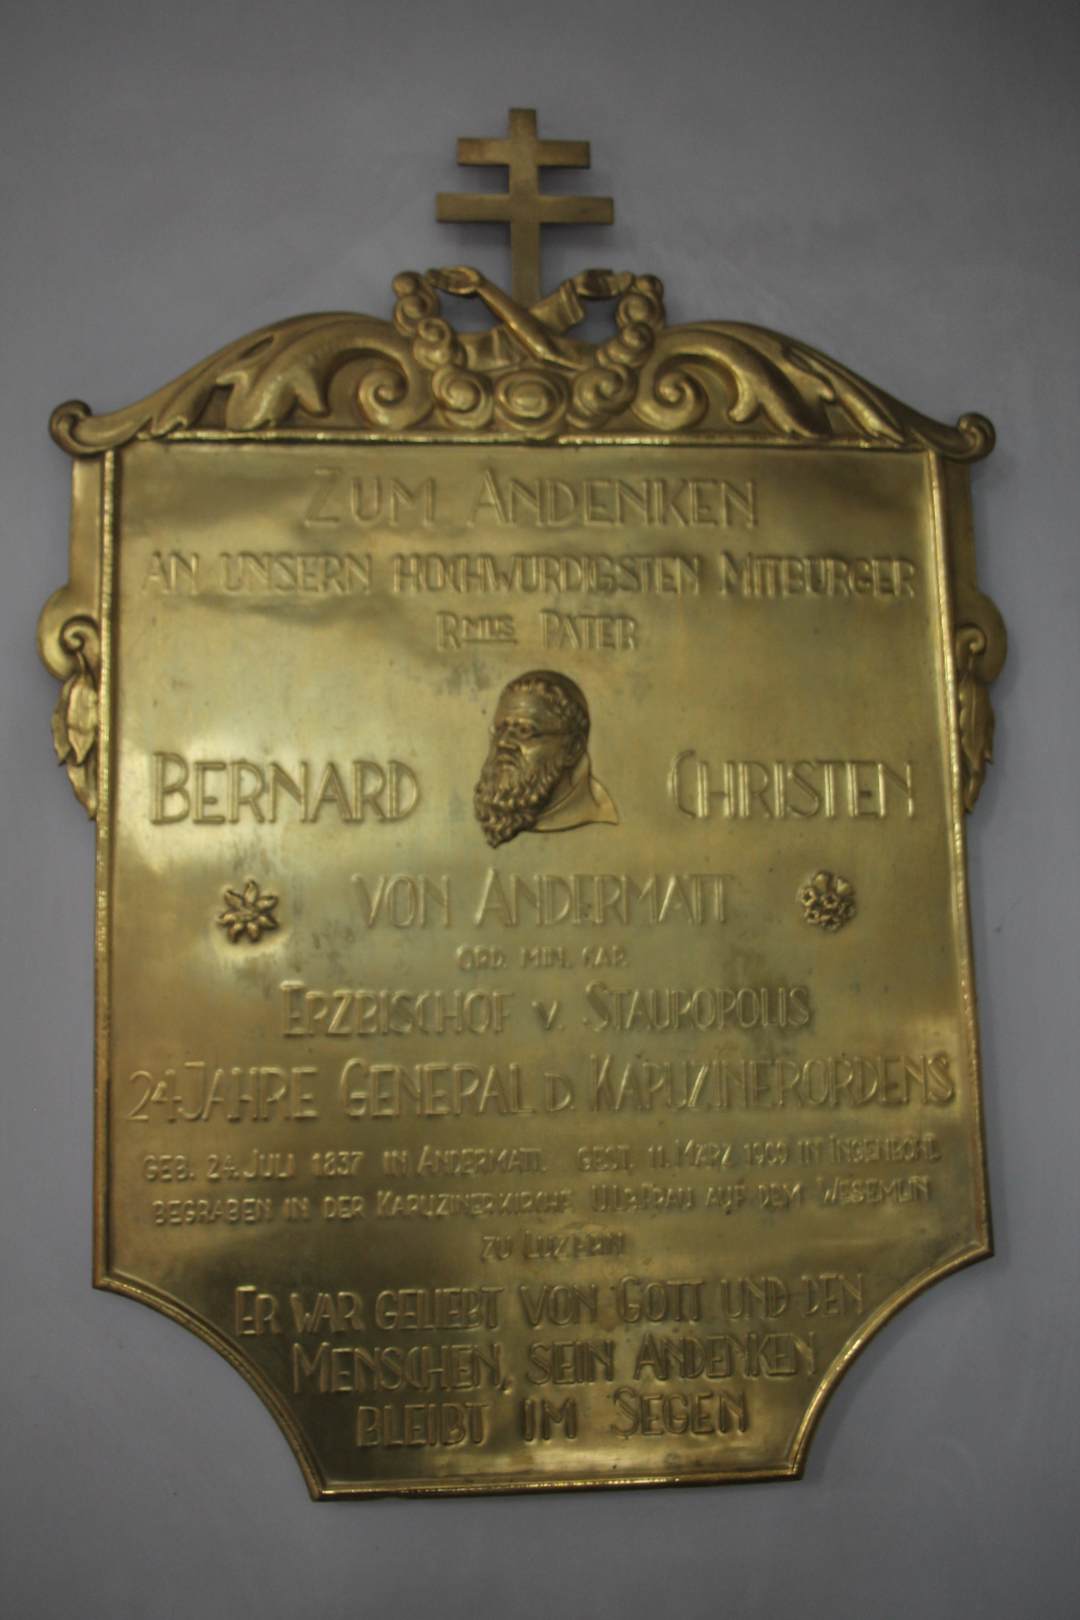 ZUM ANDENKEN
AN UNSERN HOCHWÜRDIGSTEN MITBÜRGER
RMUS PATER
BERNARD CHRISTEN
VON ANDERMATT
ORD. MIN. KAP.
ERZBISCHOF V. STAUROPOLIS
24 JAHRE GENERAL D. KAPUZINERORDENS
GEB. 24. JULI 1837 IN ANDERMATT. GEST. 11. MÄRZ 1909 IN INGENBOHL
BEGRABEN IN DER KAPUZINERKIRCHE U. LB. FRAU AUF DEM WESEMLIN
ZU LUZERN
ER WAR GELIEBT VON GOTT UND DEN
MENSCHEN, SEIN ANDENKEN
BLEIBT IM SEGEN